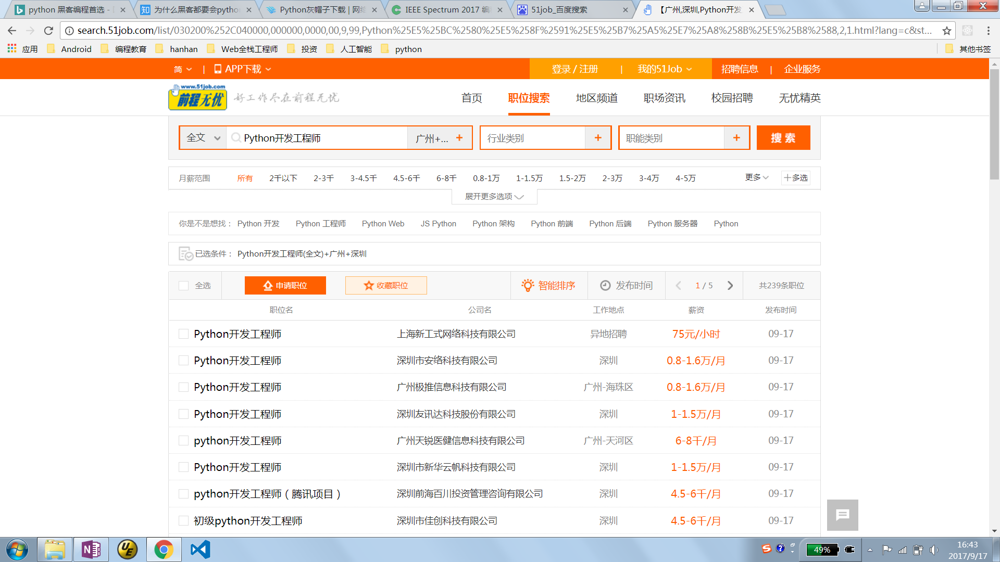 python 黑客编程首选 -
为什么黑客都要会pytho
Python灰帽子下载 | 网络
IEEE Spectrum 2017 编
51job_百度搜索
【广州,深圳,Python开发
search.51job.com/list/030200%252C040000,000000,0000,00,9,99,Python%25E5%25BC%2580%25E5%258F%2591%25E5%25B7%25A5%25E7%25A8%258B%25E5%25B8%2588,2,1.html?lang=c&st...
应用 Android 编程教育 hanhan Web全栈工程师 投资 人工智能 python 其他书签
简 | APP下载 登录 / 注册 | 我的51Job 招聘信息 | 企业服务
www.51job.com
前程无忧 好工作尽在前程无忧 首页 职位搜索 地区频道 职场资讯 校园招聘 无忧精英
全文 Python开发工程师 广州+... + 行业类别 + 职能类别 + 搜索
月薪范围 所有 2千以下 2-3千 3-4.5千 4.5-6千 6-8千 0.8-1万 1-1.5万 1.5-2万 2-3万 3-4万 4-5万 更多 +多选
展开更多选项
你是不是想找： Python 开发 Python 工程师 Python Web JS Python Python 架构 Python 前端 Python 后端 Python 服务器 Python
已选条件： Python开发工程师(全文)+广州+深圳
全选 申请职位 收藏职位 智能排序 发布时间 1 / 5 共239条职位
职位名 公司名 工作地点 薪资 发布时间
Python开发工程师 上海新工式网络科技有限公司 异地招聘 75元/小时 09-17
Python开发工程师 深圳市安络科技有限公司 深圳 0.8-1.6万/月 09-17
Python开发工程师 广州极推信息科技有限公司 广州-海珠区 0.8-1.6万/月 09-17
Python开发工程师 深圳友讯达科技股份有限公司 深圳 1-1.5万/月 09-17
python开发工程师 广州天锐医健信息科技有限公司 广州-天河区 6-8千/月 09-17
Python开发工程师 深圳市新华云帆科技有限公司 深圳 1-1.5万/月 09-17
python开发工程师（腾讯项目） 深圳前海百川投资管理咨询有限公司 深圳 4.5-6千/月 09-17
初级python开发工程师 深圳市佳创科技有限公司 深圳 4.5-6千/月 09-17
49%
16:43
2017/9/17